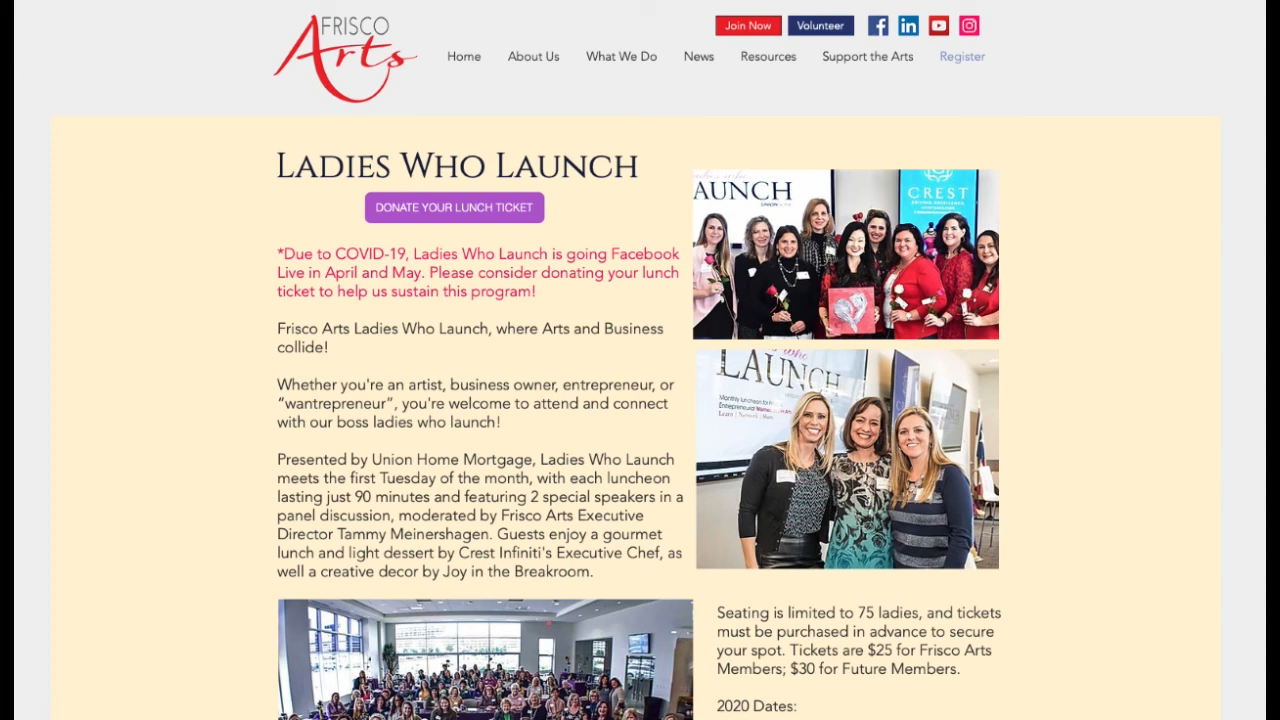 FRISCO
Arts
Join Now
Volunteer
Home
About Us
What We Do
News
Resources
Support the Arts
Register
LADIES WHO LAUNCH
DONATE YOUR LUNCH TICKET
*Due to COVID-19, Ladies Who Launch is going Facebook
Live in April and May. Please consider donating your lunch
ticket to help us sustain this program!
Frisco Arts Ladies Who Launch, where Arts and Business
collide!
Whether you're an artist, business owner, entrepreneur, or
“wantrepreneur”, you're welcome to attend and connect
with our boss ladies who launch!
Presented by Union Home Mortgage, Ladies Who Launch
meets the first Tuesday of the month, with each luncheon
lasting just 90 minutes and featuring 2 special speakers in a
panel discussion, moderated by Frisco Arts Executive
Director Tammy Meinershagen. Guests enjoy a gourmet
lunch and light dessert by Crest Infiniti's Executive Chef, as
well a creative decor by Joy in the Breakroom.
AUNCH
CREST
who
LAUNCH
Monthly luncheon for
Entrepreneurial
Learn | Network |
Seating is limited to 75 ladies, and tickets
must be purchased in advance to secure
your spot. Tickets are $25 for Frisco Arts
Members; $30 for Future Members.
2020 Dates: